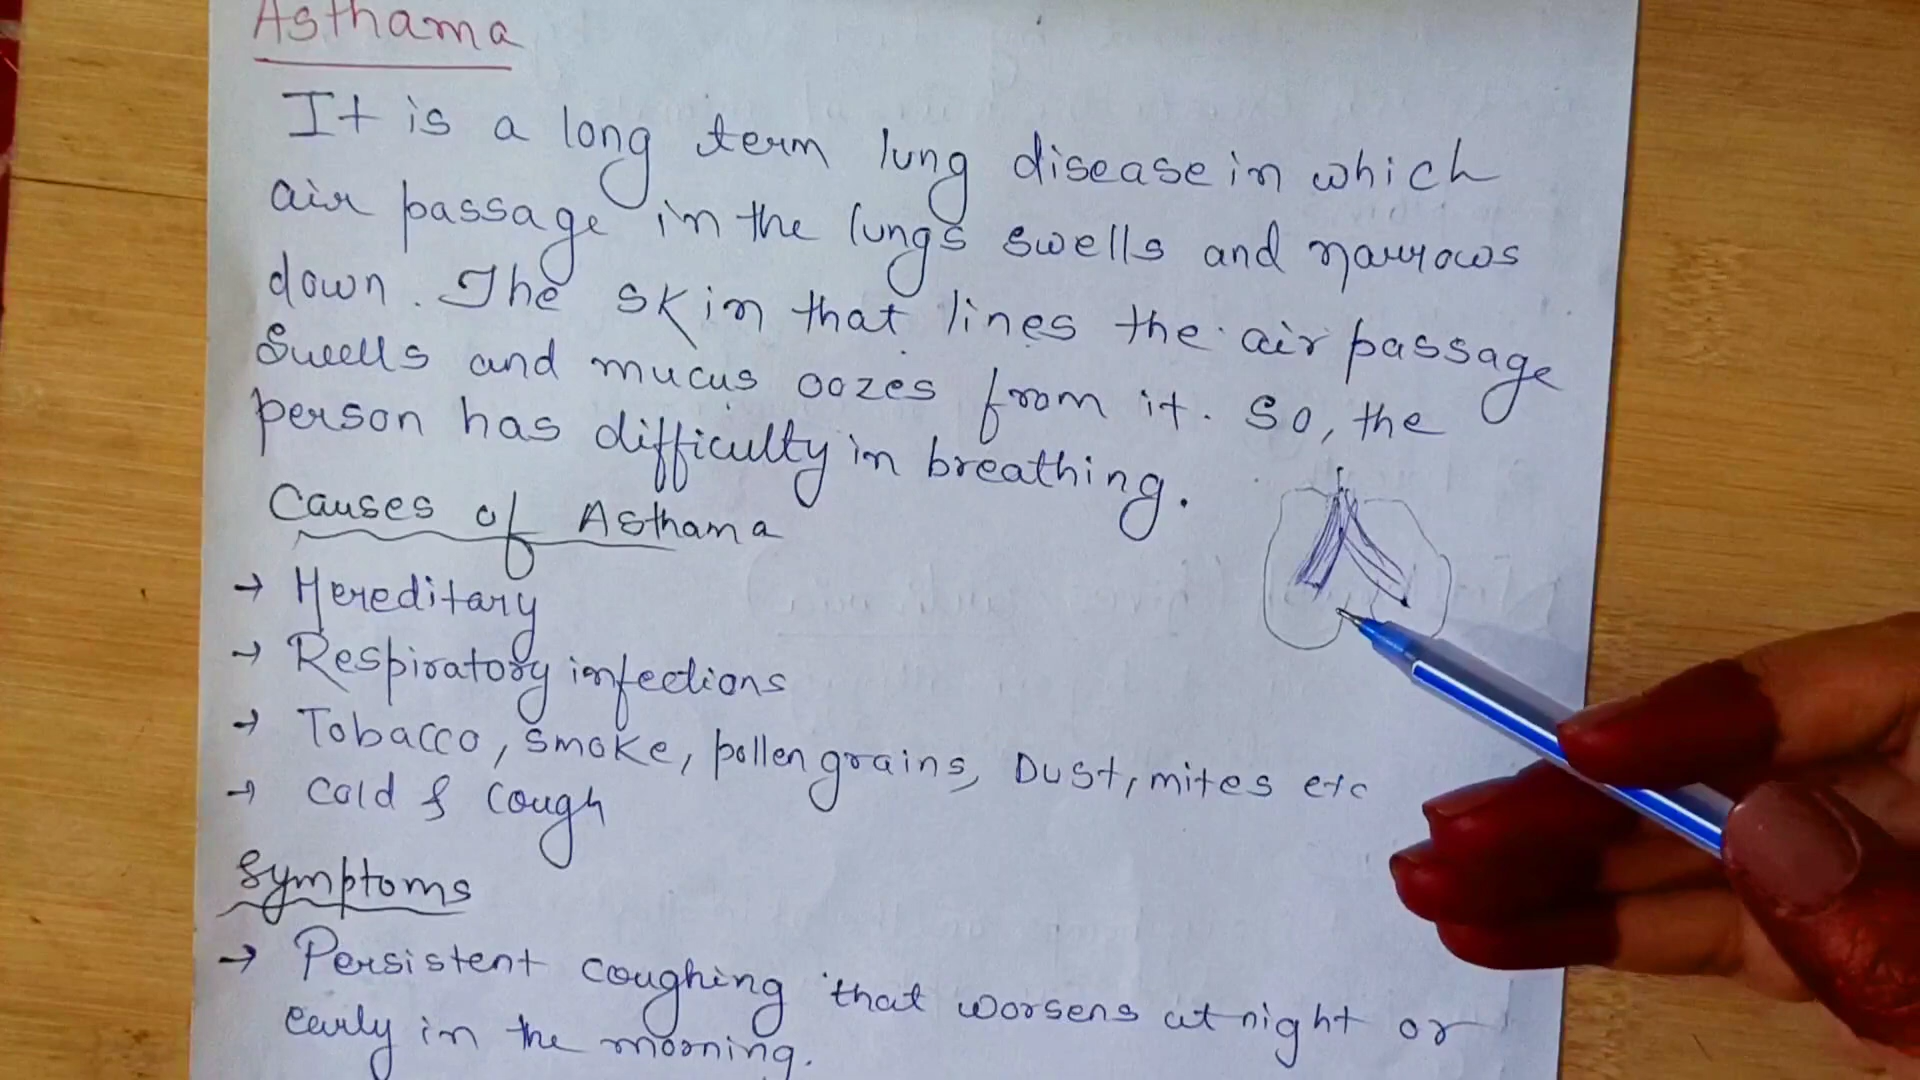 Asthama
It is a long term lung disease in which
air passage in the lungs swells and narrows
down. The skin that lines the air passage
Swells and mucus oozes from it. So, the
person has difficulty in breathing.
Causes of Asthama
→ Hereditary
→ Respiratory infections
→ Tobacco, smoke, pollen grains, Dust, mites etc
→ Cold & Cough
Symptoms
→ Persistent coughing that worsens at night or
early in the morning.